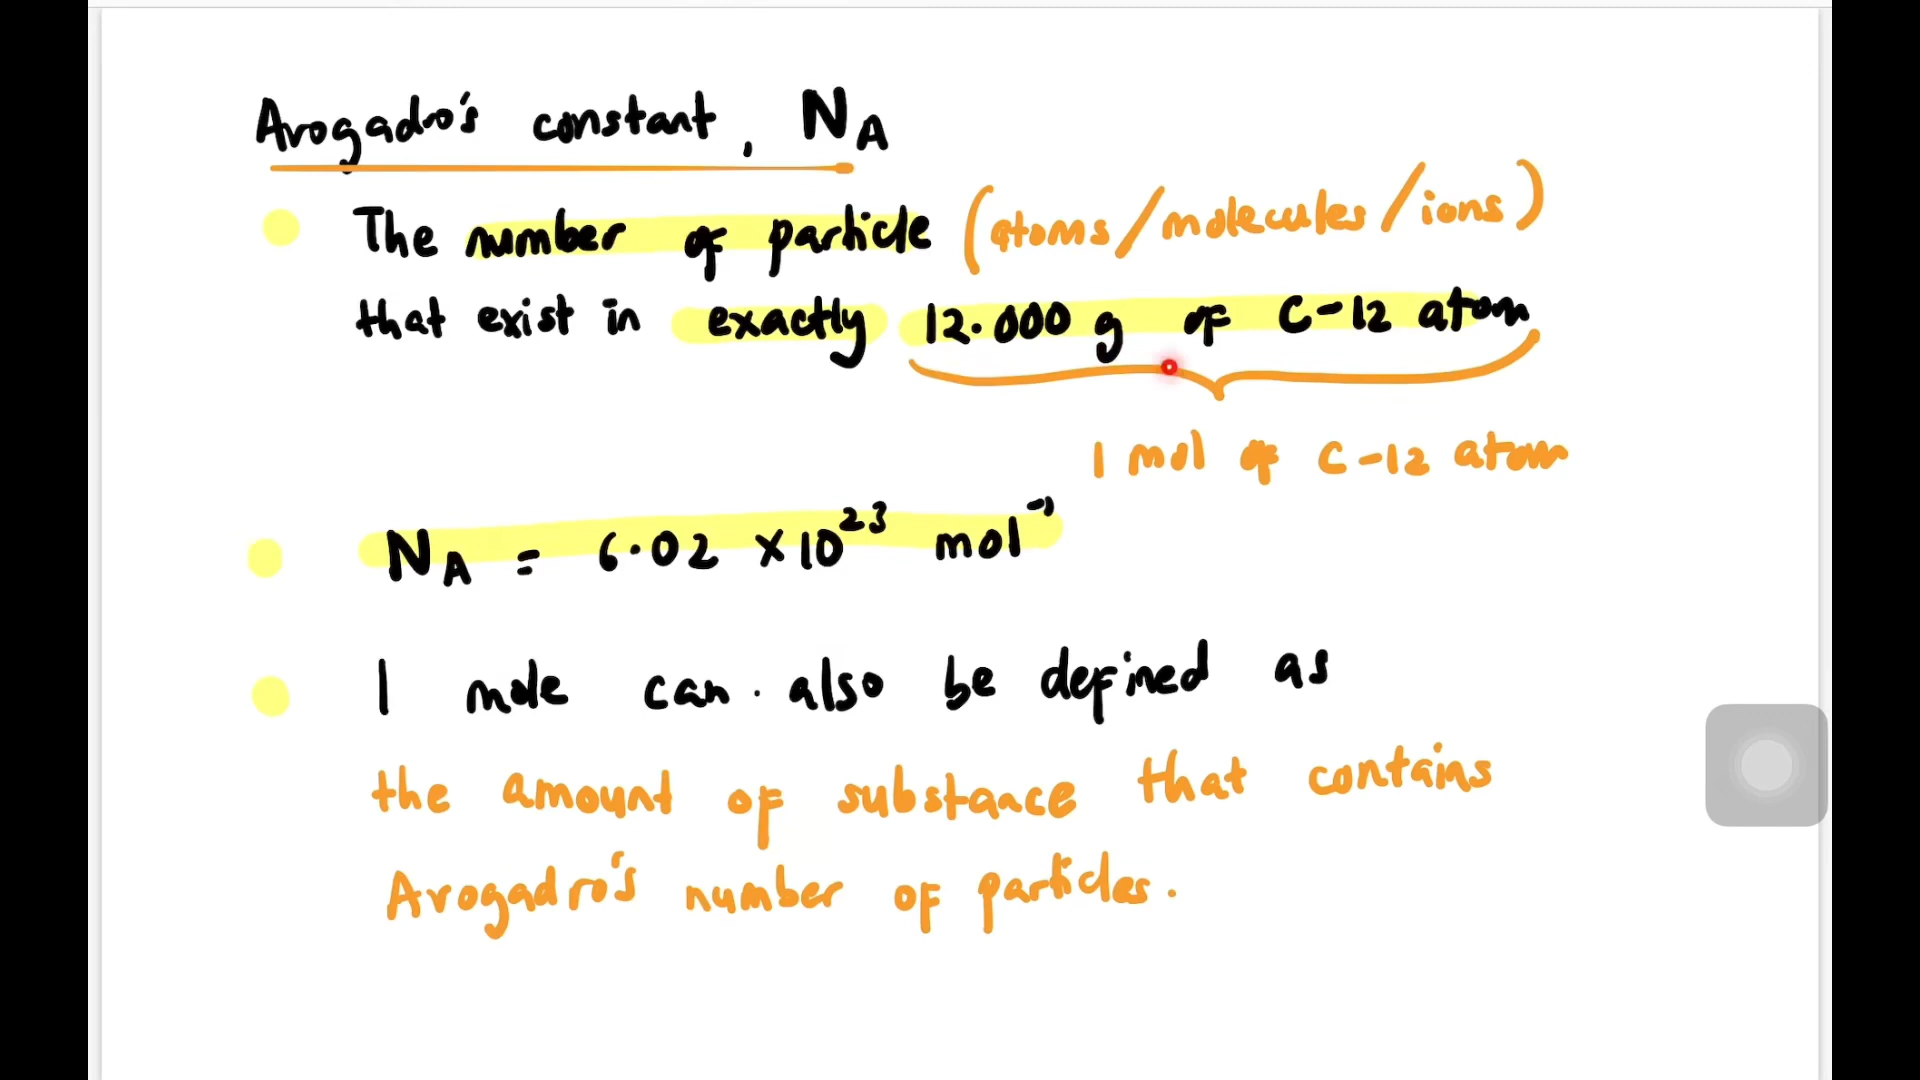 Avogadro's constant, NA
The number of particle (atoms/molecules/ions)
that exist in exactly 12.000 g of C-12 atom
1 mol of C-12 atom
NA = 6.02 ×10²³ mol⁻¹
1 mole can also be defined as
the amount of substance that contains
Avogadro's number of particles.